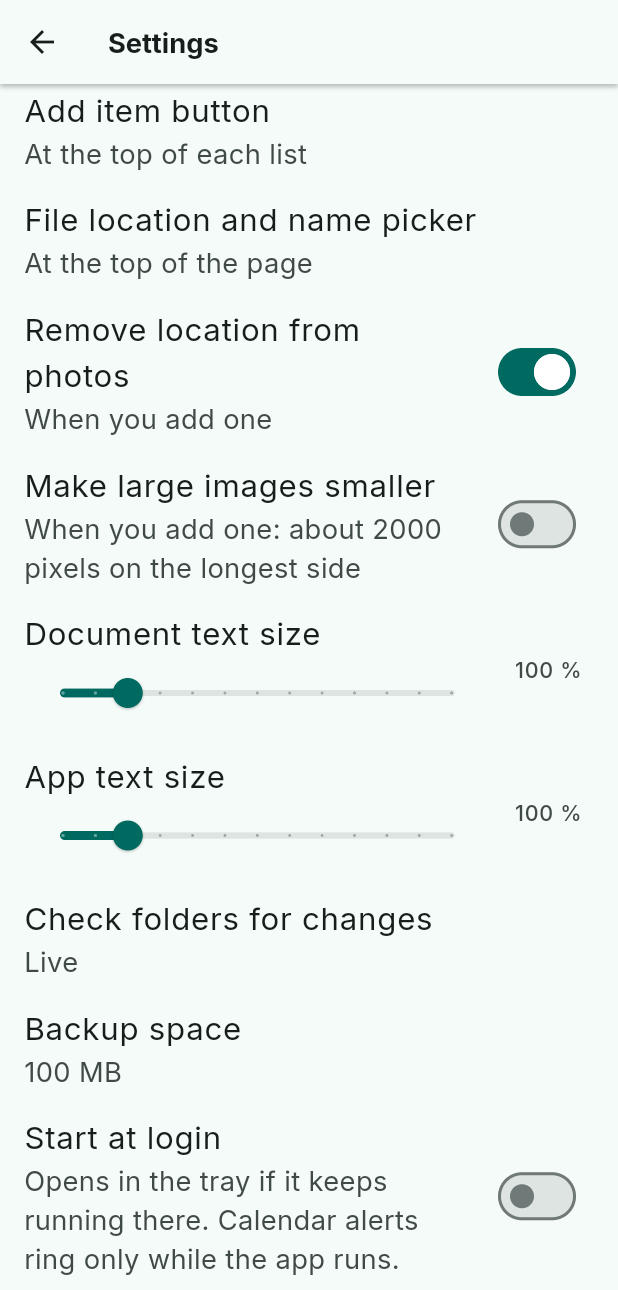 Settings
Add item button
At the top of each list
File location and name picker
At the top of the page
Remove location from
photos
When you add one
Make large images smaller
When you add one: about 2000
pixels on the longest side
Document text size
100 %
App text size
100 %
Check folders for changes
Live
Backup space
100 MB
Start at login
Opens in the tray if it keeps
running there. Calendar alerts
ring only while the app runs.